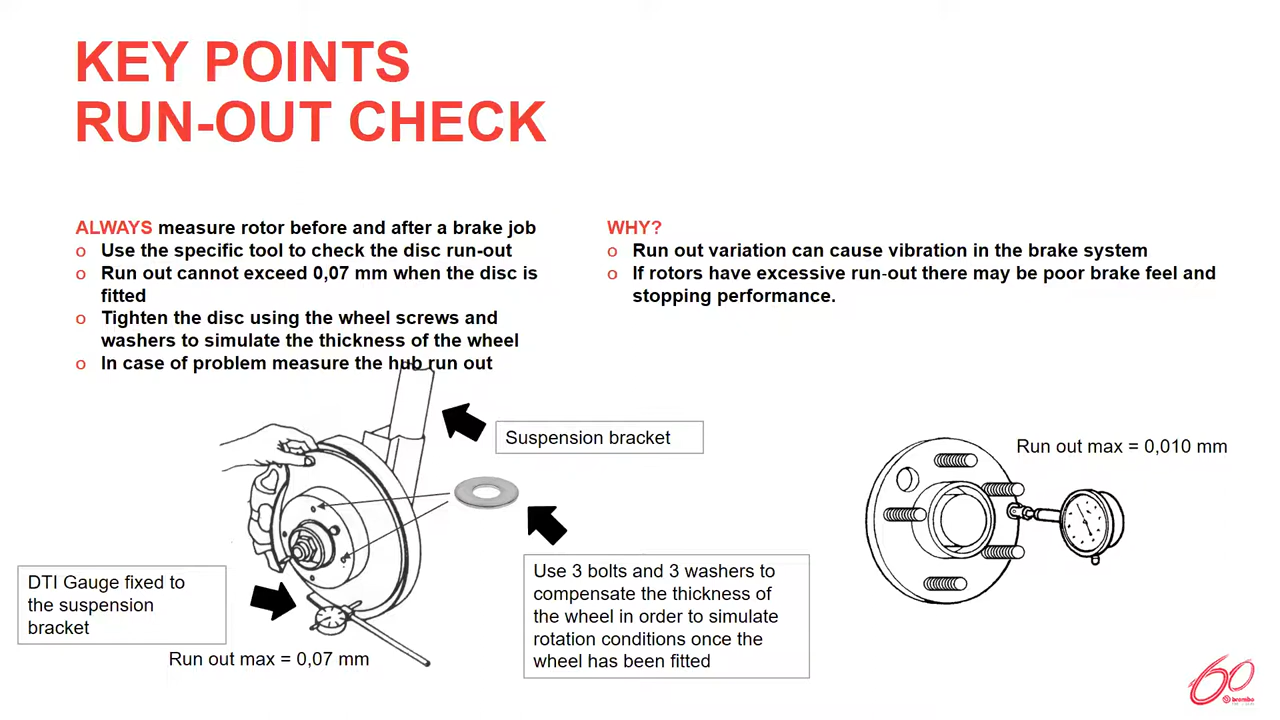 KEY POINTS
RUN-OUT CHECK
ALWAYS measure rotor before and after a brake job
o Use the specific tool to check the disc run-out
o Run out cannot exceed 0,07 mm when the disc is
fitted
o Tighten the disc using the wheel screws and
washers to simulate the thickness of the wheel
o In case of problem measure the hub run out
WHY?
o Run out variation can cause vibration in the brake system
o If rotors have excessive run-out there may be poor brake feel and
stopping performance.
Suspension bracket
Run out max = 0,010 mm
DTI Gauge fixed to
the suspension
bracket
Run out max = 0,07 mm
Use 3 bolts and 3 washers to
compensate the thickness of
the wheel in order to simulate
rotation conditions once the
wheel has been fitted
60
brembo